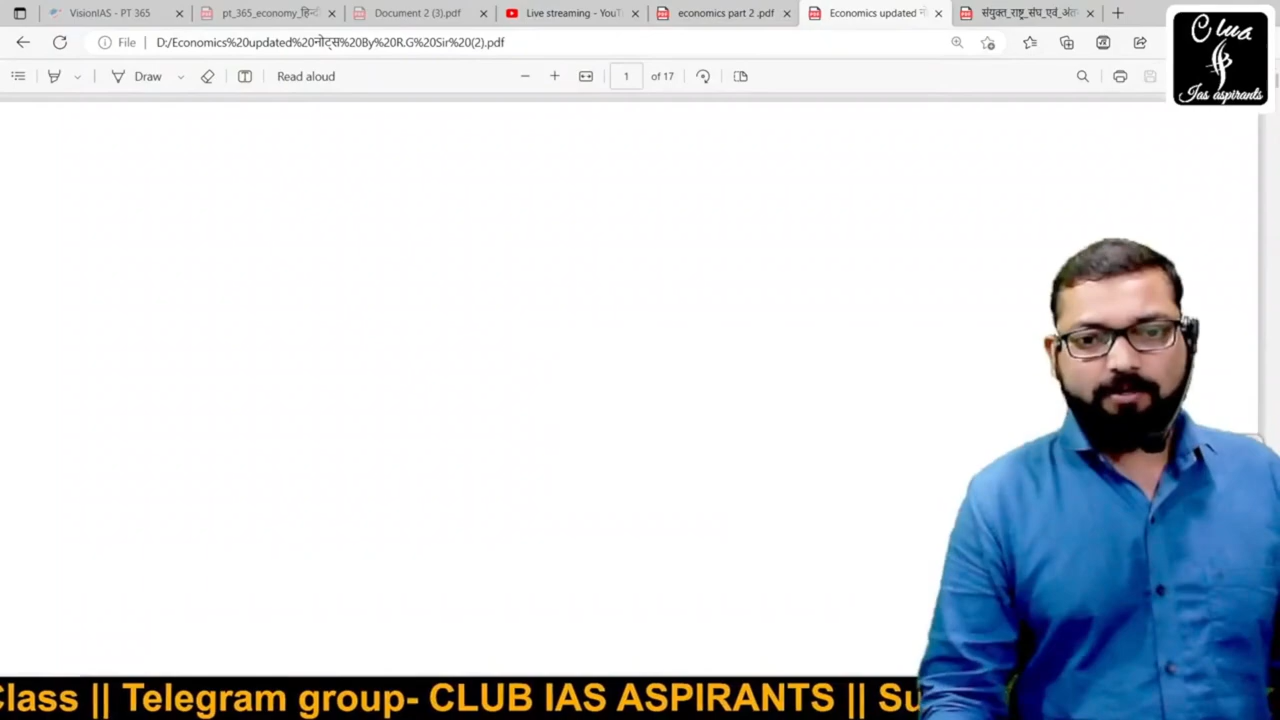 VisionIAS - PT 365
pt_365_economy_हिन्दी
Document 2 (3).pdf
Live streaming - YouTu
economics part 2 .pdf
Economics updated
संयुक्त_राष्ट्र_संघ_एवं_अंत
File
D:/Economics%20updated%20नोट्स%20By%20R.G%20Sir%20(2).pdf
Draw
Read aloud
1
of 17
Clua
Ias aspirants
Class || Telegram group- CLUB IAS ASPIRANTS || Su